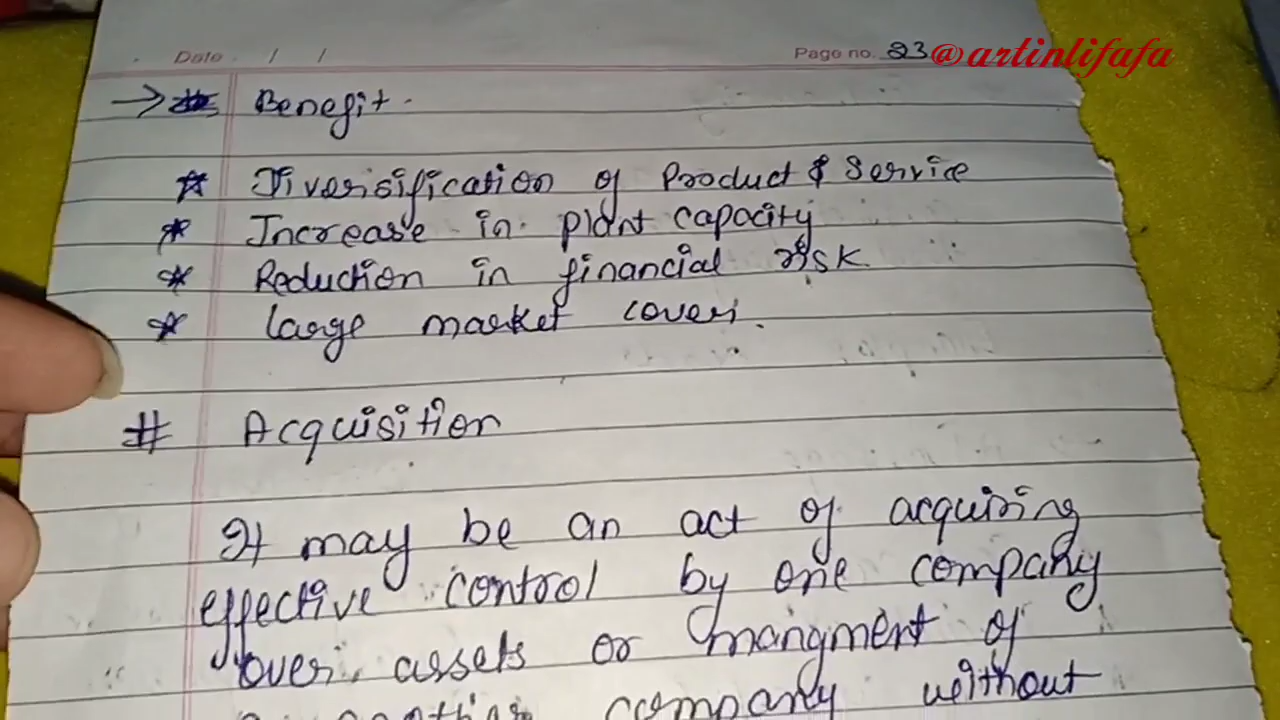 Date / / Page no. 23 @artinlifafa
→ # Benefit.
* Diversification of Product & Service
* Increase in plant capacity
* Reduction in financial risk.
* Large market cover.
# Acquisition
It may be an act of acquiring
effective control by one company
over assets or mangment of
company without